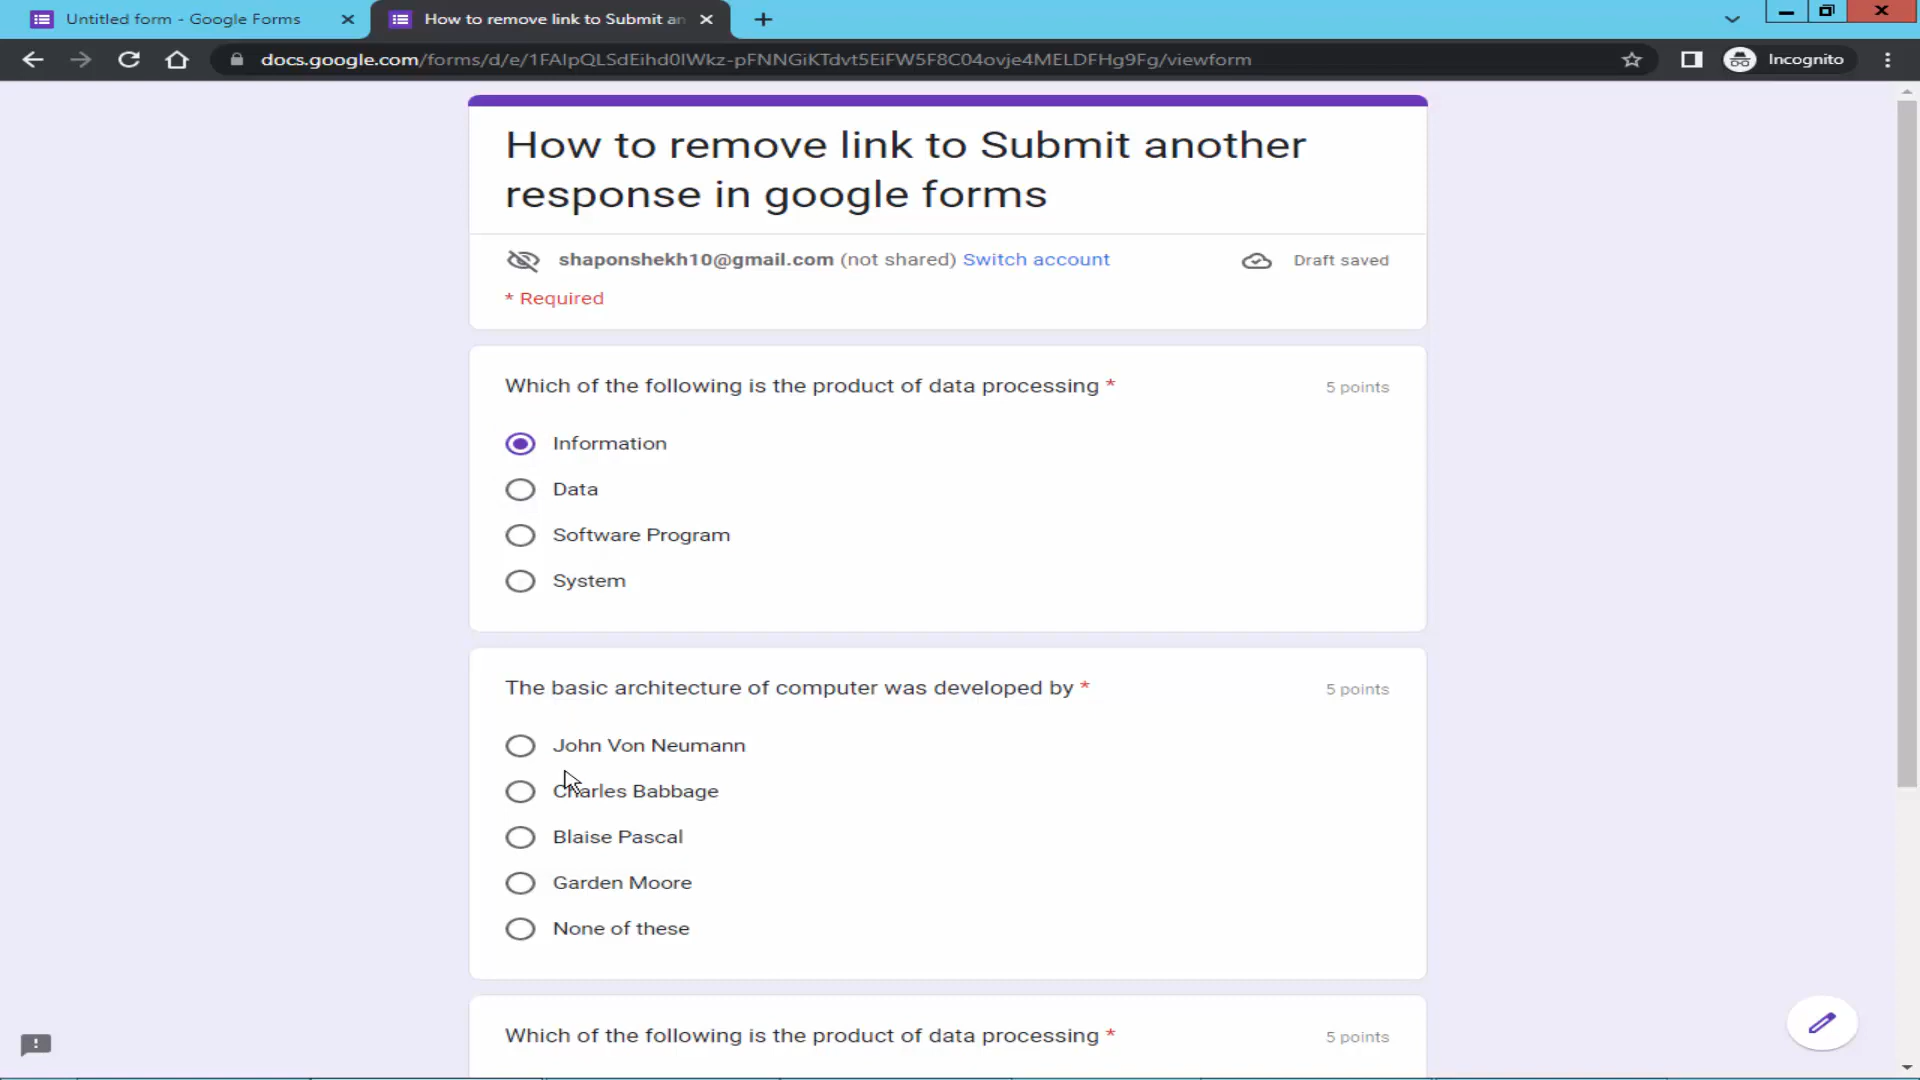 Untitled form - Google Forms
How to remove link to Submit an
docs.google.com/forms/d/e/1FAIpQLSdEihd0IWkz-pFNNGiKTdvt5EiFW5F8C04ovje4MELDFHg9Fg/viewform
Incognito
How to remove link to Submit another
response in google forms
shaponshekh10@gmail.com (not shared) Switch account
Draft saved
* Required
Which of the following is the product of data processing *
5 points
Information
Data
Software Program
System
The basic architecture of computer was developed by *
5 points
John Von Neumann
Charles Babbage
Blaise Pascal
Garden Moore
None of these
Which of the following is the product of data processing *
5 points